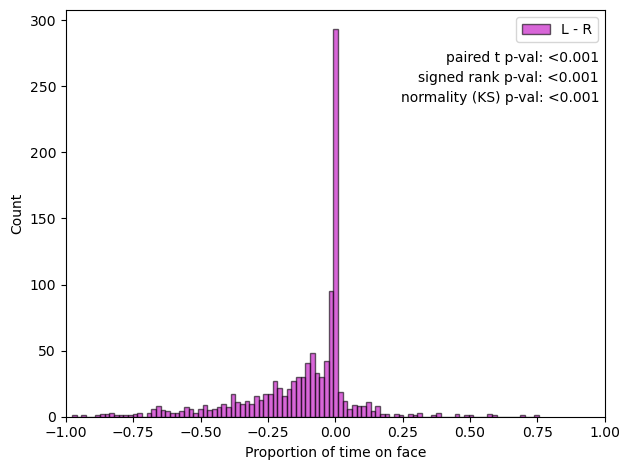 L - R
paired t p-val: <0.001
signed rank p-val: <0.001
normality (KS) p-val: <0.001
300
250
200
150
100
50
0
Count
−1.00 −0.75 −0.50 −0.25 0.00 0.25 0.50 0.75 1.00
Proportion of time on face